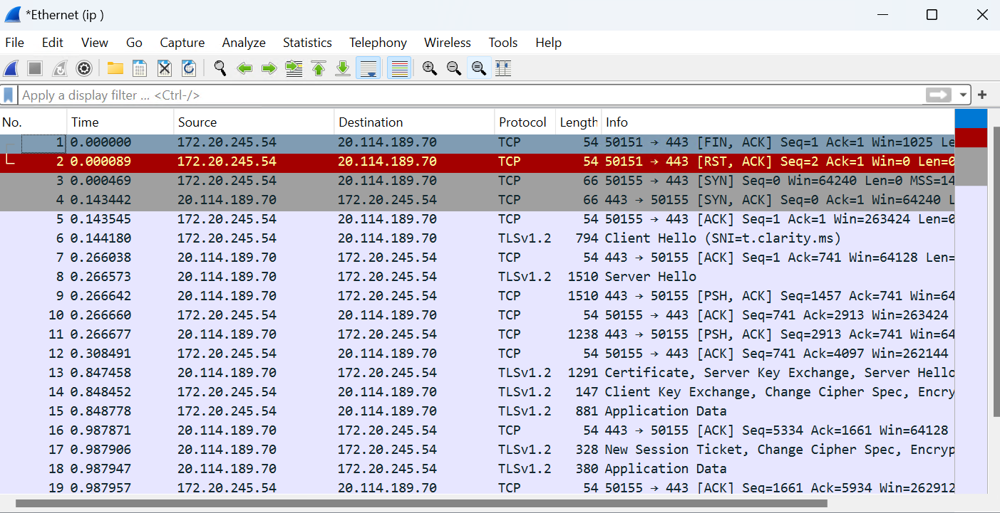 *Ethernet (ip )
File Edit View Go Capture Analyze Statistics Telephony Wireless Tools Help
Apply a display filter ... <Ctrl-/>
No. Time Source Destination Protocol Length Info
1 0.000000 172.20.245.54 20.114.189.70 TCP 54 50151 → 443 [FIN, ACK] Seq=1 Ack=1 Win=1025 Le
2 0.000089 172.20.245.54 20.114.189.70 TCP 54 50151 → 443 [RST, ACK] Seq=2 Ack=1 Win=0 Len=0
3 0.000469 172.20.245.54 20.114.189.70 TCP 66 50155 → 443 [SYN] Seq=0 Win=64240 Len=0 MSS=14
4 0.143442 20.114.189.70 172.20.245.54 TCP 66 443 → 50155 [SYN, ACK] Seq=0 Ack=1 Win=64240 L
5 0.143545 172.20.245.54 20.114.189.70 TCP 54 50155 → 443 [ACK] Seq=1 Ack=1 Win=263424 Len=0
6 0.144180 172.20.245.54 20.114.189.70 TLSv1.2 794 Client Hello (SNI=t.clarity.ms)
7 0.266038 20.114.189.70 172.20.245.54 TCP 54 443 → 50155 [ACK] Seq=1 Ack=741 Win=64128 Len=
8 0.266573 20.114.189.70 172.20.245.54 TLSv1.2 1510 Server Hello
9 0.266642 20.114.189.70 172.20.245.54 TCP 1510 443 → 50155 [PSH, ACK] Seq=1457 Ack=741 Win=64
10 0.266660 172.20.245.54 20.114.189.70 TCP 54 50155 → 443 [ACK] Seq=741 Ack=2913 Win=263424
11 0.266677 20.114.189.70 172.20.245.54 TCP 1238 443 → 50155 [PSH, ACK] Seq=2913 Ack=741 Win=64
12 0.308491 172.20.245.54 20.114.189.70 TCP 54 50155 → 443 [ACK] Seq=741 Ack=4097 Win=262144
13 0.847458 20.114.189.70 172.20.245.54 TLSv1.2 1291 Certificate, Server Key Exchange, Server Hello
14 0.848452 172.20.245.54 20.114.189.70 TLSv1.2 147 Client Key Exchange, Change Cipher Spec, Encry
15 0.848778 172.20.245.54 20.114.189.70 TLSv1.2 881 Application Data
16 0.987871 20.114.189.70 172.20.245.54 TCP 54 443 → 50155 [ACK] Seq=5334 Ack=1661 Win=64128
17 0.987906 20.114.189.70 172.20.245.54 TLSv1.2 328 New Session Ticket, Change Cipher Spec, Encryp
18 0.987947 20.114.189.70 172.20.245.54 TLSv1.2 380 Application Data
19 0.987957 172.20.245.54 20.114.189.70 TCP 54 50155 → 443 [ACK] Seq=1661 Ack=5934 Win=262912